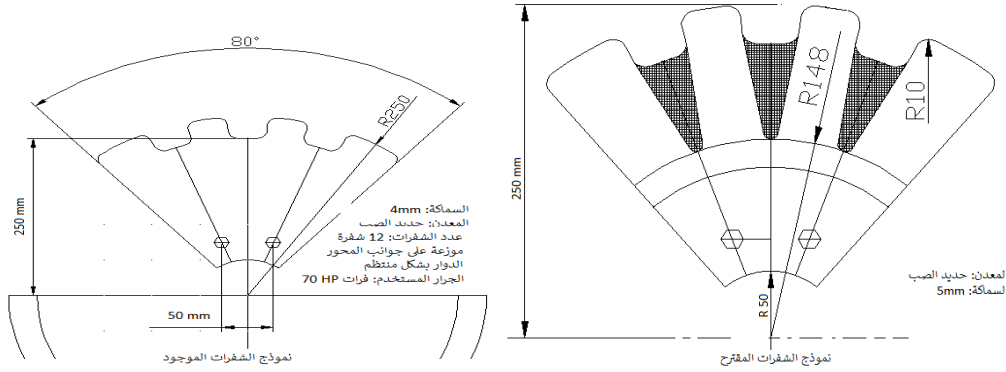 80°
R250
250 mm
السماكة: 4mm
المعدن: حديد الصب
عدد الشفرات: 12 شفرة
موزعة على جوانب المحور
الدوار بشكل منتظم
الجرار المستخدم: فرات 70 HP
50 mm
نموذج الشفرات الموجود
250 mm
R148
R10
R 50
لمعدن: حديد الصب
لسماكة: 5mm
نموذج الشفرات المقترح